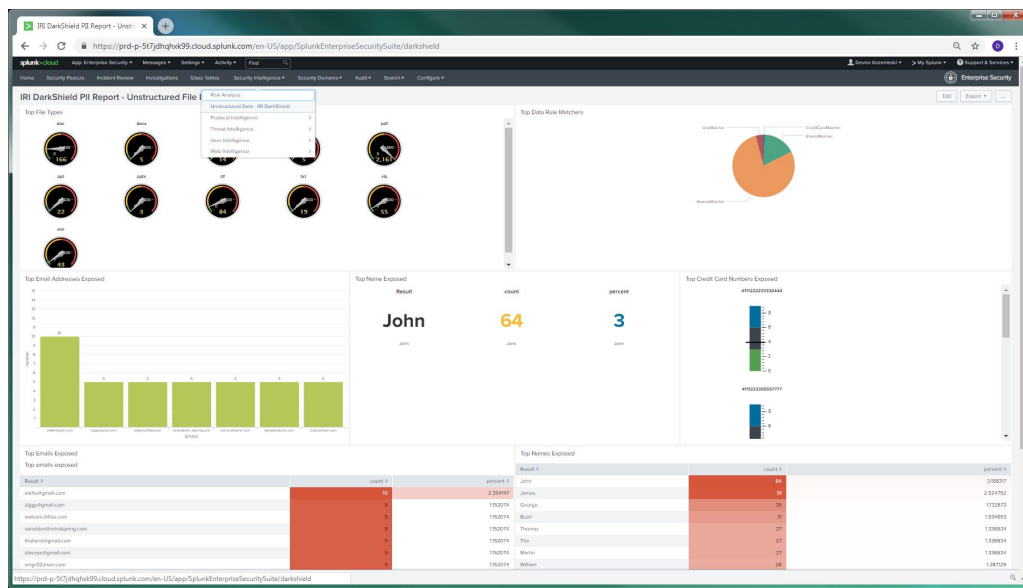 IRI DarkShield PII Report - Unstr
https://prd-p-5t7jdhqhxk99.cloud.splunk.com/en-US/app/SplunkEnterpriseSecuritySuite/darkshield
splunk>cloud App: Enterprise Security Messages Settings Activity Find Devon Kozenieski My Splunk Support & Services
Home Security Posture Incident Review Investigations Glass Tables Security Intelligence Security Domains Audit Search Configure Enterprise Security
IRI DarkShield PII Report - Unstructured File
Edit Export ...
Risk Analysis
Unstructured Data - IRI DarkShield
Protocol Intelligence
Threat Intelligence
User Intelligence
Web Intelligence
Top File Types
doc docx pdf
166 5 14 5 2,161
ppt pptx rtf txt xls
22 3 84 19 55
xml
43
Top Data Rule Matchers
CreditCardMatcher
EmailsMatcher
NamesMatcher
Top Email Addresses Exposed
Emails
Top Name Exposed
Result count percent
John 64 3
John John John
Top Credit Card Numbers Exposed
4111222233334444
8
6
4
2
0
8
Top Emails Exposed
Top emails exposed
Result count percent
10 2.304147
ziggy@gmail.com 5 1.152074
5 1.152074
5 1.152074
5 1.152074
5 1.152074
5 1.152074
Top Names Exposed
Result count percent
John 64 3.168317
James 51 2.524752
George 35 1.732673
Bush 31 1.534653
Thomas 27 1.336634
Tho 27 1.336634
Martin 27 1.336634
William 26 1.287129
https://prd-p-5t7jdhqhxk99.cloud.splunk.com/en-US/app/SplunkEnterpriseSecuritySuite/darkshield